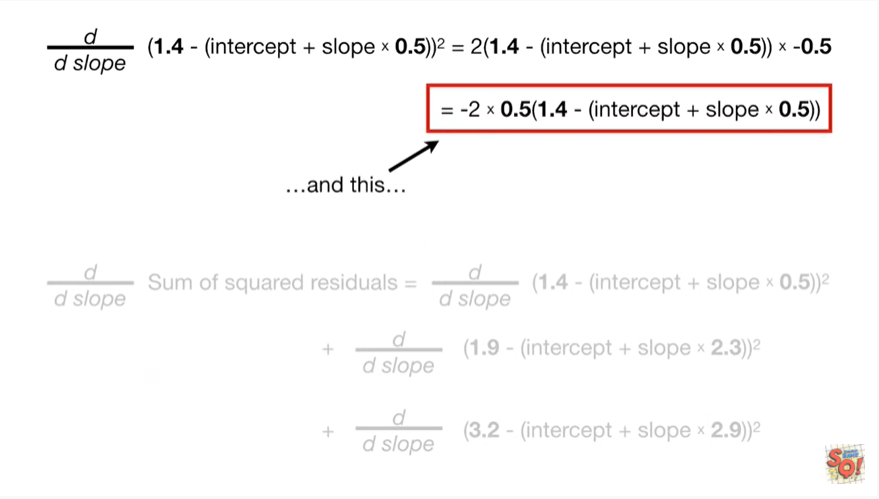 d/d slope (1.4 - (intercept + slope × 0.5))² = 2(1.4 - (intercept + slope × 0.5)) × -0.5
= -2 × 0.5(1.4 - (intercept + slope × 0.5))
…and this…
d/d slope Sum of squared residuals = d/d slope (1.4 - (intercept + slope × 0.5))²
+ d/d slope (1.9 - (intercept + slope × 2.3))²
+ d/d slope (3.2 - (intercept + slope × 2.9))²
SQ!